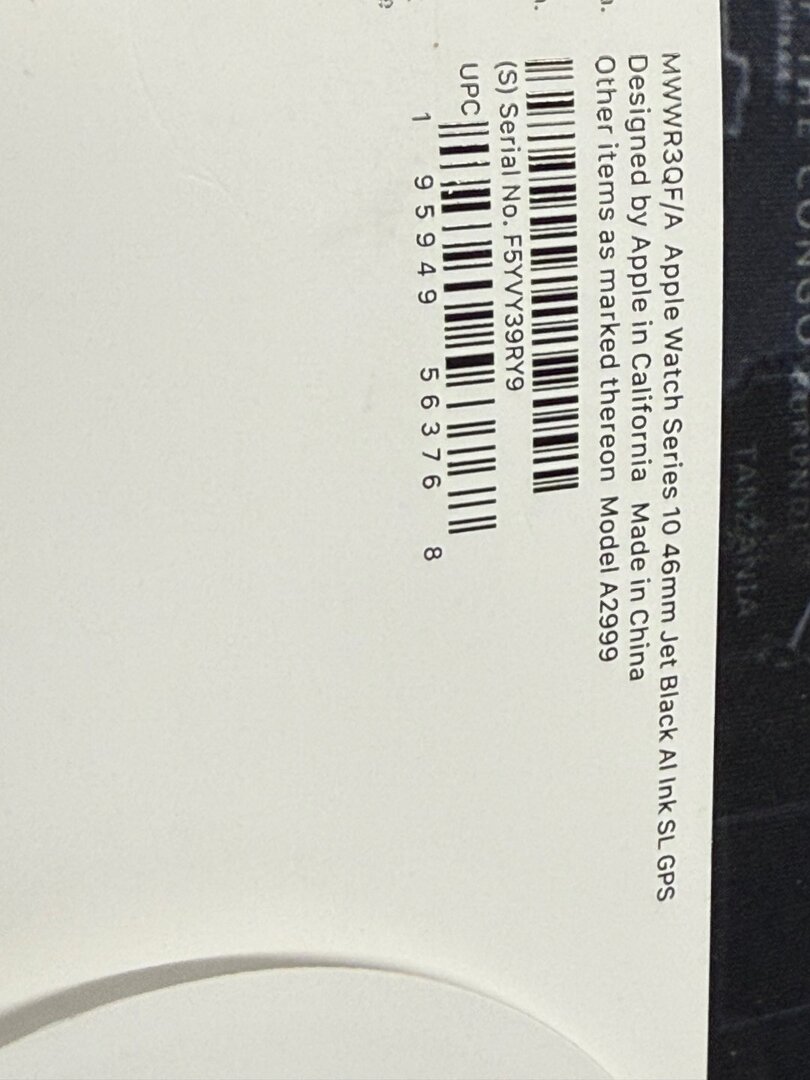 MWWR3QF/A Apple Watch Series 10 46mm Jet Black Al Ink SL GPS
Designed by Apple in California Made in China
Other items as marked thereon Model A2999
(S) Serial No. F5YVY39RY9
UPC
1 95949 56376 8
TANZANIA